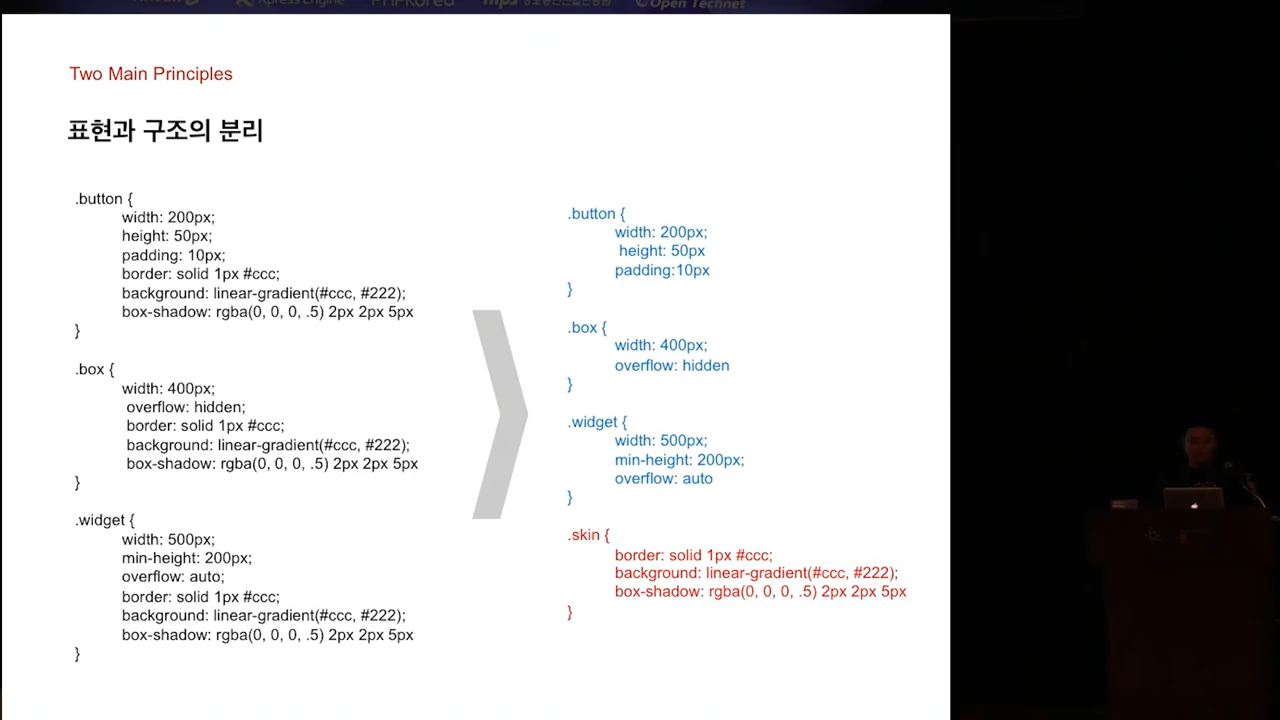 Xpress Engine
PHPKorea
Open Technet
Two Main Principles
표현과 구조의 분리
.button {
width: 200px;
height: 50px;
padding: 10px;
border: solid 1px #ccc;
background: linear-gradient(#ccc, #222);
box-shadow: rgba(0, 0, 0, .5) 2px 2px 5px
}
.box {
width: 400px;
overflow: hidden;
border: solid 1px #ccc;
background: linear-gradient(#ccc, #222);
box-shadow: rgba(0, 0, 0, .5) 2px 2px 5px
}
.widget {
width: 500px;
min-height: 200px;
overflow: auto;
border: solid 1px #ccc;
background: linear-gradient(#ccc, #222);
box-shadow: rgba(0, 0, 0, .5) 2px 2px 5px
}
.button {
width: 200px;
height: 50px
padding:10px
}
.box {
width: 400px;
overflow: hidden
}
.widget {
width: 500px;
min-height: 200px;
overflow: auto
}
.skin {
border: solid 1px #ccc;
background: linear-gradient(#ccc, #222);
box-shadow: rgba(0, 0, 0, .5) 2px 2px 5px
}